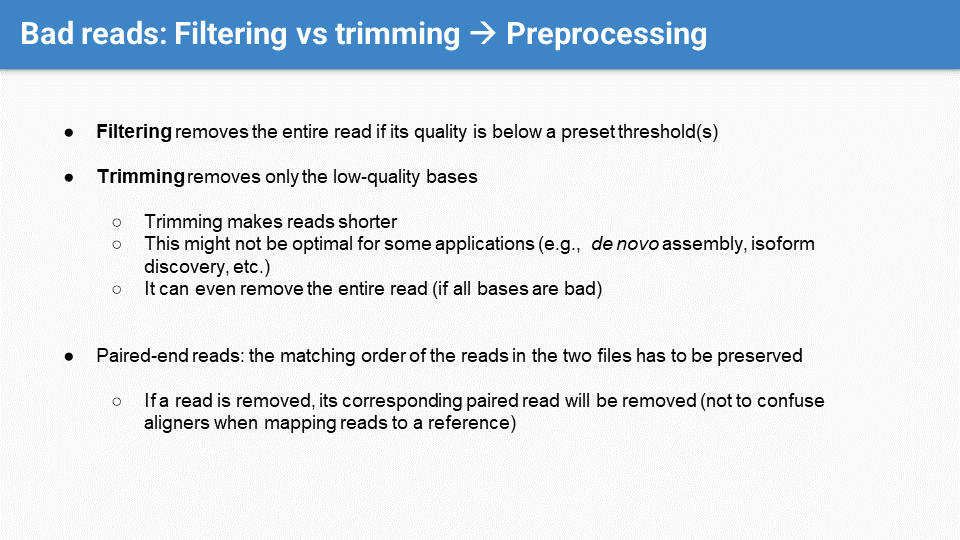 Bad reads: Filtering vs trimming → Preprocessing
● Filtering removes the entire read if its quality is below a preset threshold(s)
● Trimming removes only the low-quality bases
○ Trimming makes reads shorter
○ This might not be optimal for some applications (e.g., de novo assembly, isoform
discovery, etc.)
○ It can even remove the entire read (if all bases are bad)
● Paired-end reads: the matching order of the reads in the two files has to be preserved
○ If a read is removed, its corresponding paired read will be removed (not to confuse
aligners when mapping reads to a reference)